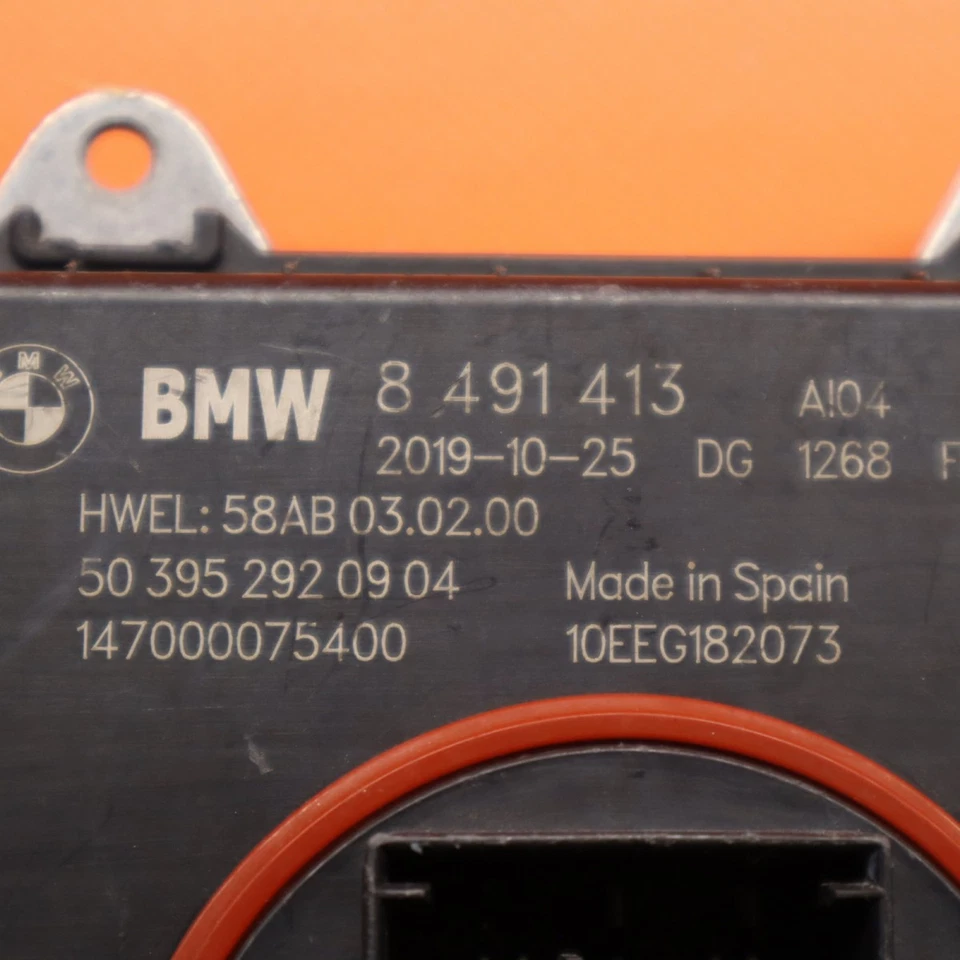 BMW 8 491 413 A!04
2019-10-25 DG 1268 F
HWEL: 58AB 03.02.00
50 395 292 09 04 Made in Spain
147000075400 10EEG182073